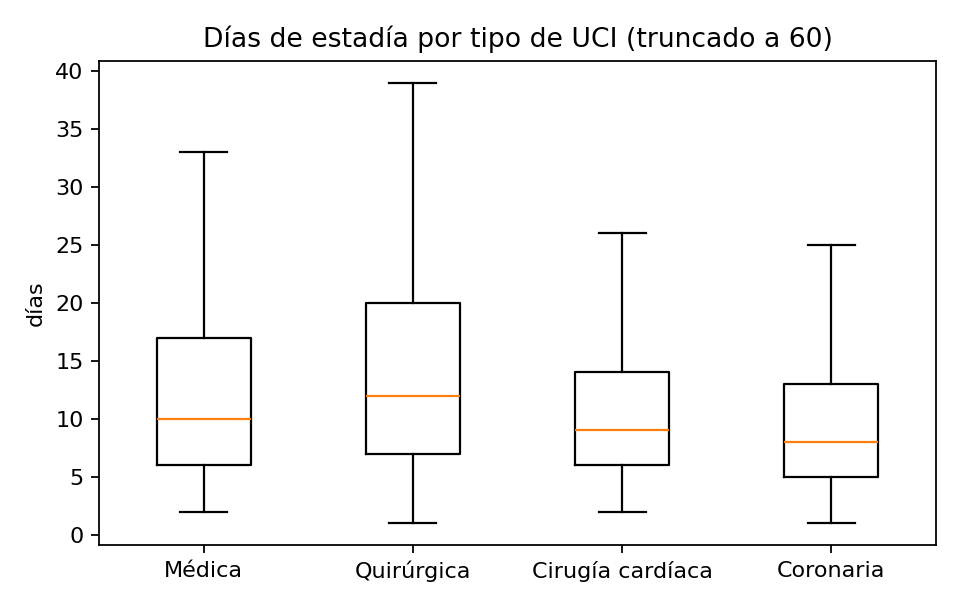 Días de estadía por tipo de UCI (truncado a 60)
40
35
30
25
20
15
10
5
0
días
Médica
Quirúrgica
Cirugía cardíaca
Coronaria